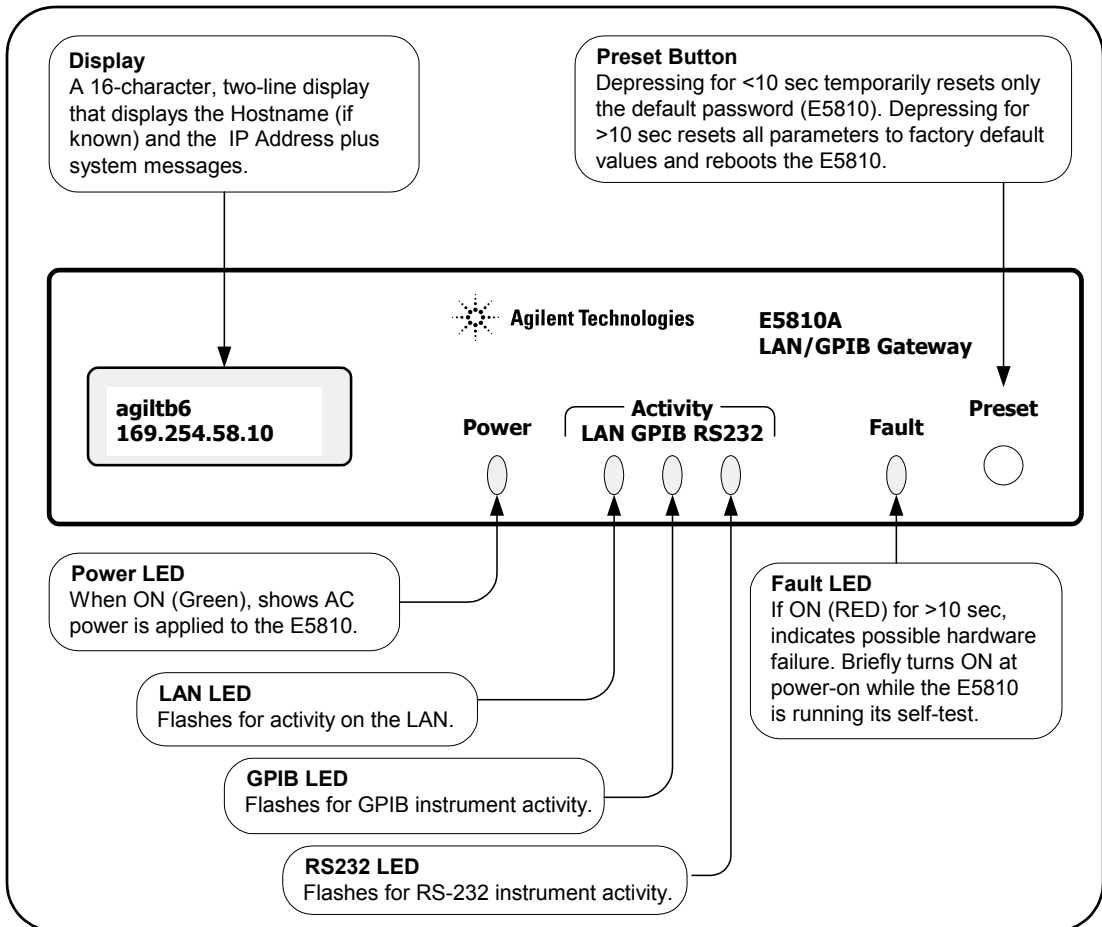 Display
A 16-character, two-line display
that displays the Hostname (if
known) and the IP Address plus
system messages.
Preset Button
Depressing for <10 sec temporarily resets only
the default password (E5810). Depressing for
>10 sec resets all parameters to factory default
values and reboots the E5810.
Agilent Technologies
E5810A
LAN/GPIB Gateway
agiltb6
169.254.58.10
Power
Activity
LAN GPIB RS232
Fault
Preset
Power LED
When ON (Green), shows AC
power is applied to the E5810.
Fault LED
If ON (RED) for >10 sec,
indicates possible hardware
failure. Briefly turns ON at
power-on while the E5810
is running its self-test.
LAN LED
Flashes for activity on the LAN.
GPIB LED
Flashes for GPIB instrument activity.
RS232 LED
Flashes for RS-232 instrument activity.